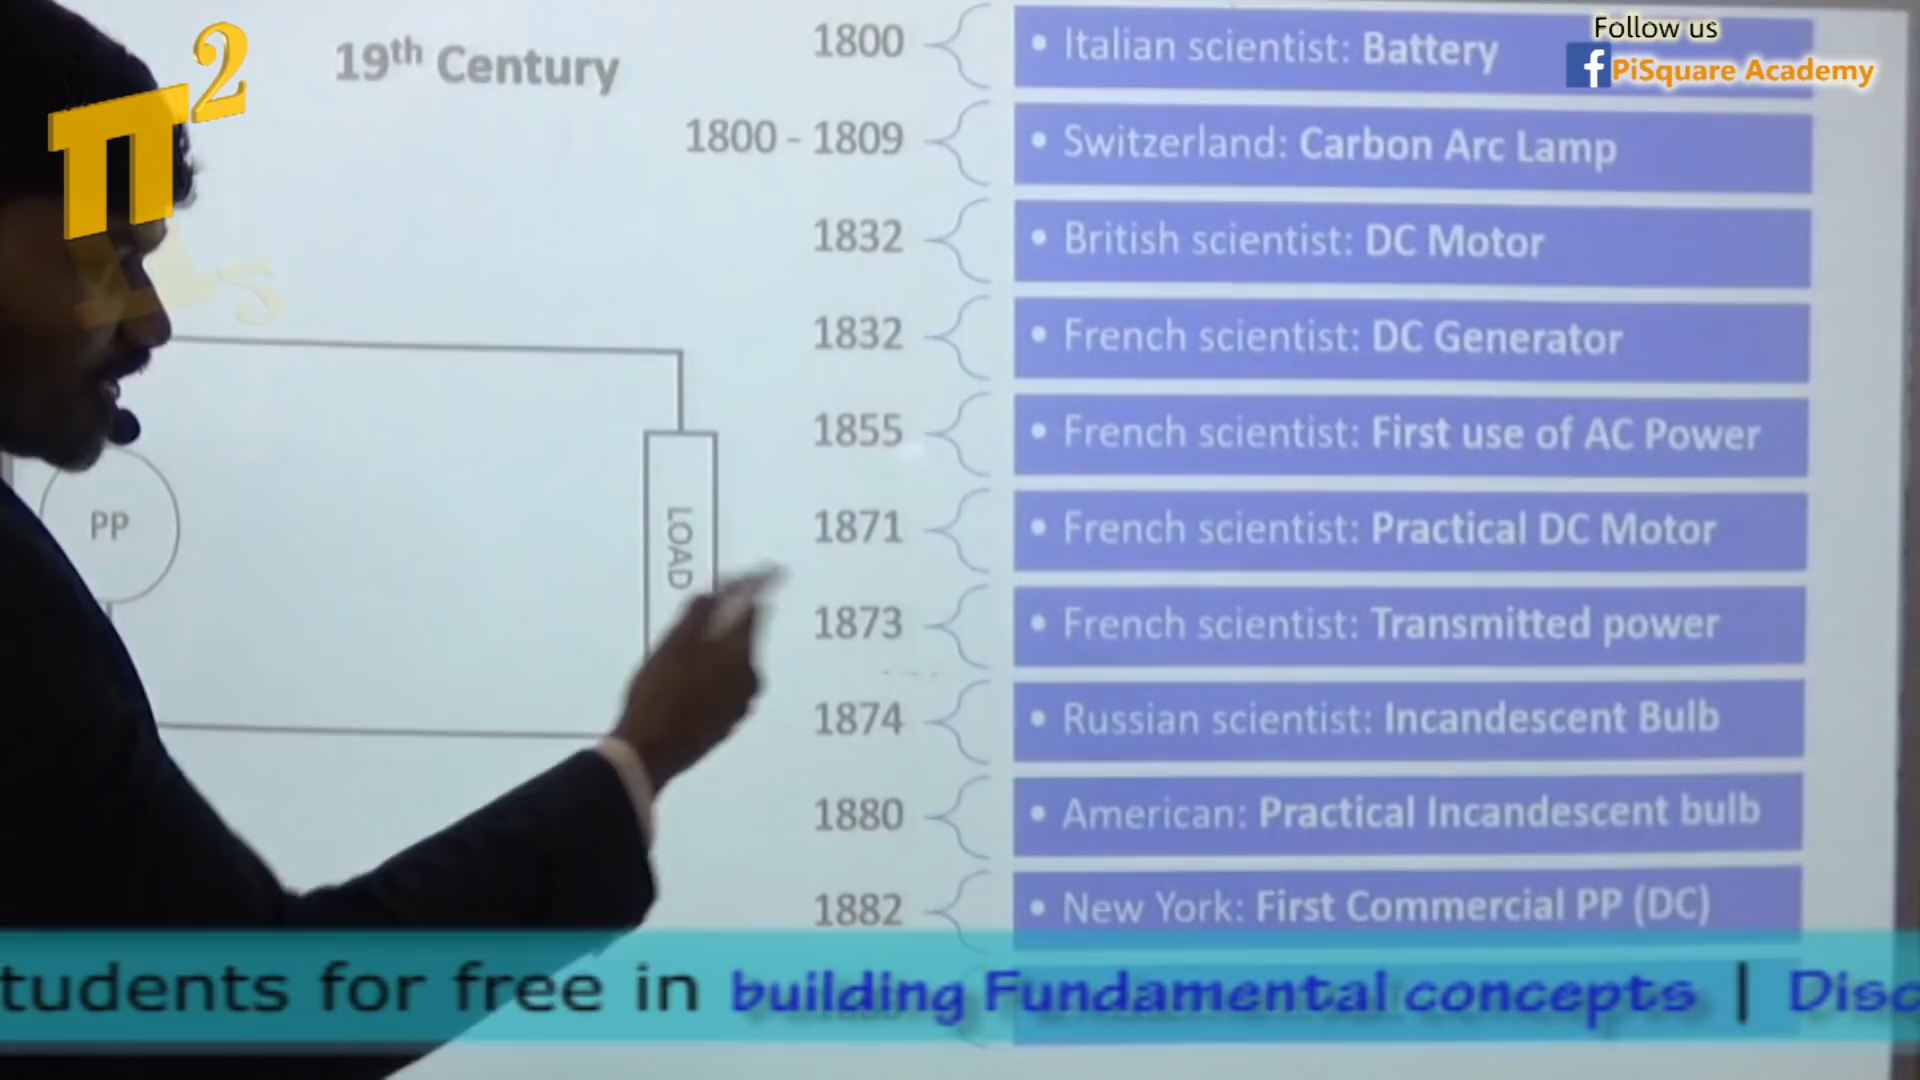 π²
19th Century
Follow us
f PiSquare Academy
1800
• Italian scientist: Battery
1800 - 1809
• Switzerland: Carbon Arc Lamp
1832
• British scientist: DC Motor
1832
• French scientist: DC Generator
1855
• French scientist: First use of AC Power
1871
• French scientist: Practical DC Motor
1873
• French scientist: Transmitted power
1874
• Russian scientist: Incandescent Bulb
1880
• American: Practical Incandescent bulb
1882
• New York: First Commercial PP (DC)
PP
LOAD
tudents for free in building Fundamental concepts | Disc